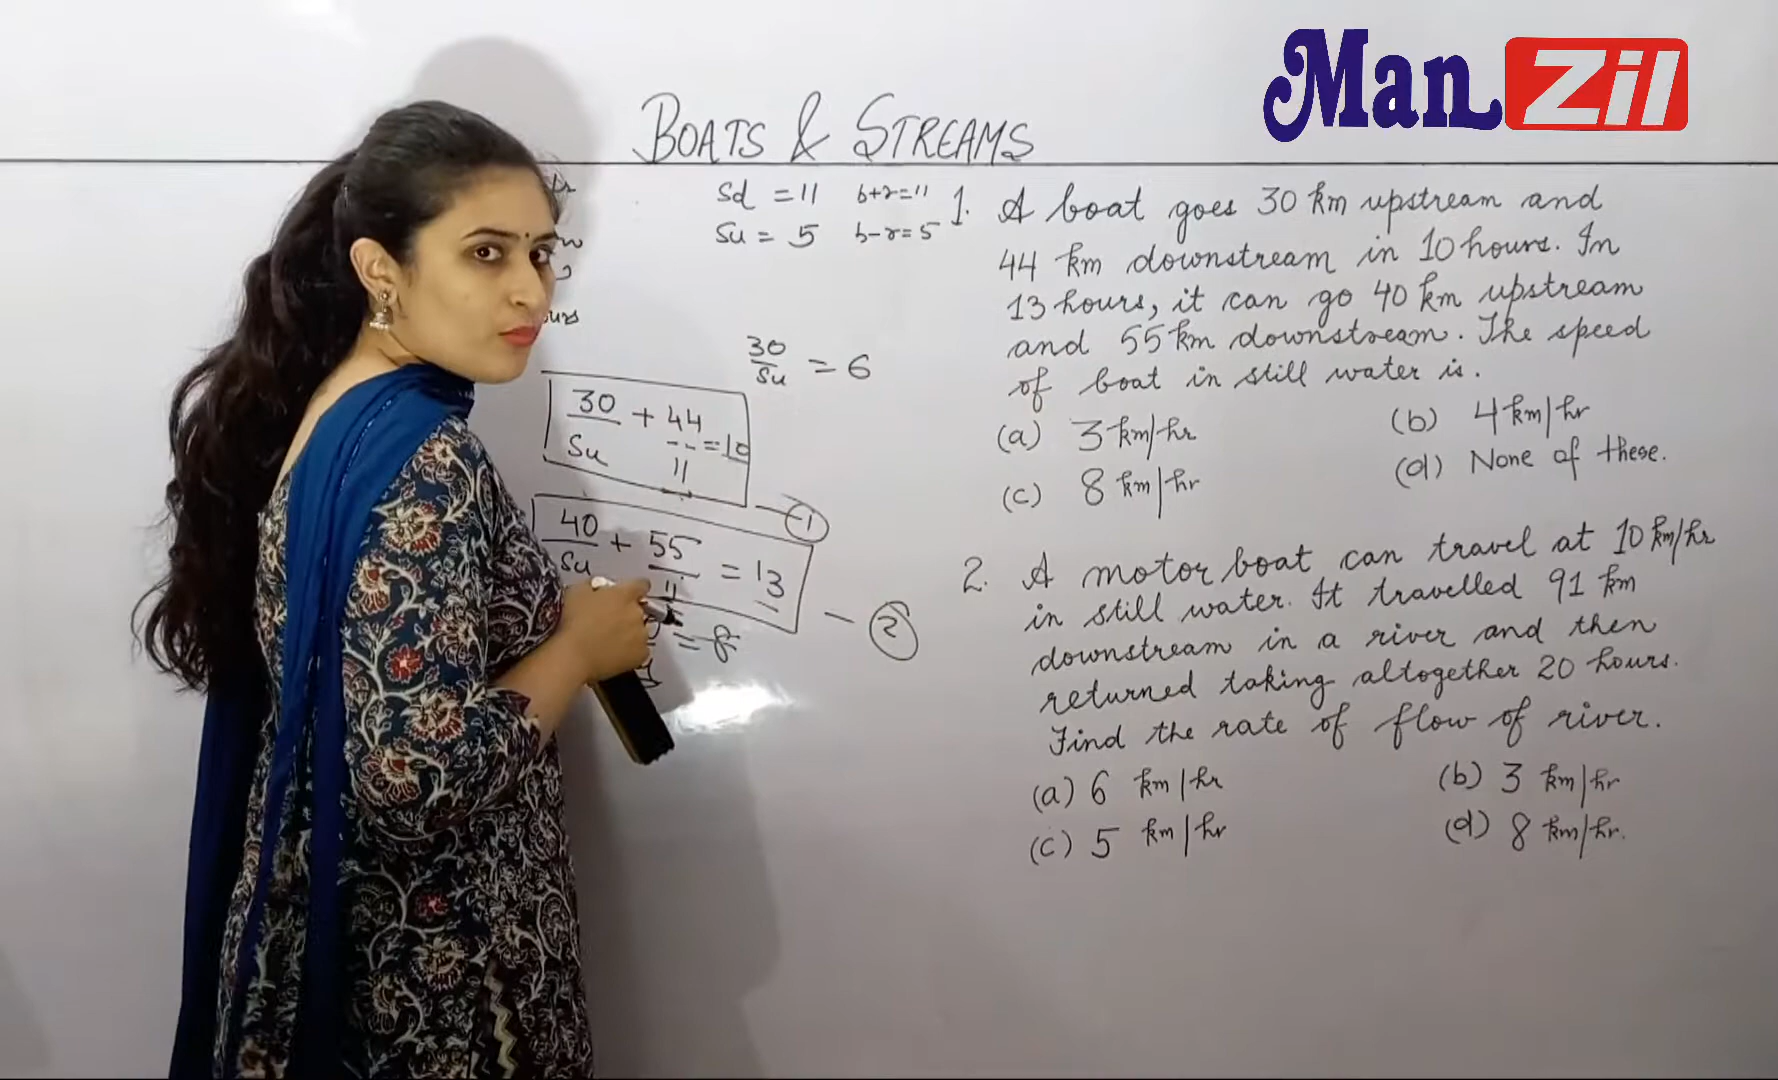 ManZil
BOATS & STREAMS
Sd = 11 b+r=11
Su = 5 b-r=5
30/Su = 6
30/Su + 44/11 = 10
1
40/Su + 55/11 = 13
2
= 8
1. A boat goes 30 km upstream and
44 km downstream in 10 hours. In
13 hours, it can go 40 km upstream
and 55 km downstream. The speed
of boat in still water is.
(a) 3 km/hr (b) 4 km/hr
(c) 8 km/hr (d) None of these.
2. A motor boat can travel at 10 km/hr
in still water. It travelled 91 km
downstream in a river and then
returned taking altogether 20 hours.
Find the rate of flow of river.
(a) 6 km/hr (b) 3 km/hr
(c) 5 km/hr (d) 8 km/hr.